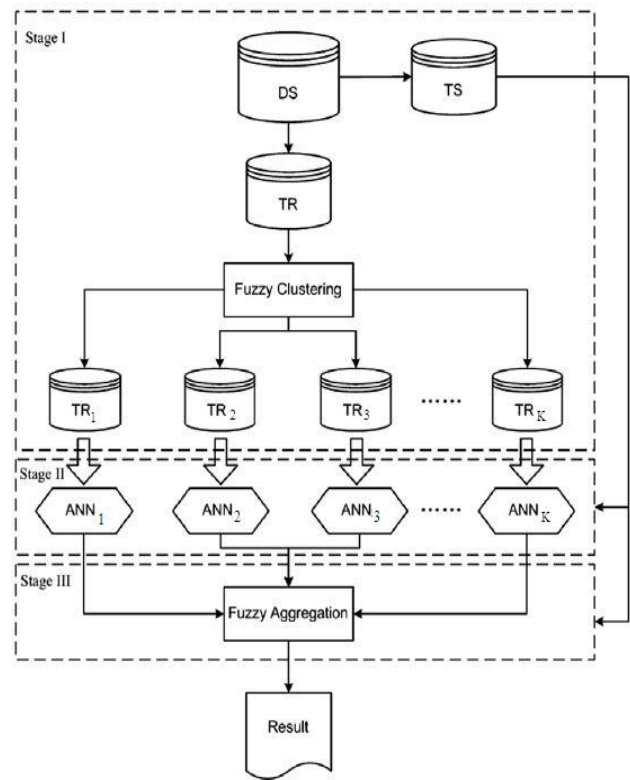 Stage I
DS
TS
TR
Fuzzy Clustering
TR1 TR2 TR3 ...... TRK
Stage II
ANN1 ANN2 ANN3 ...... ANNK
Stage III
Fuzzy Aggregation
Result